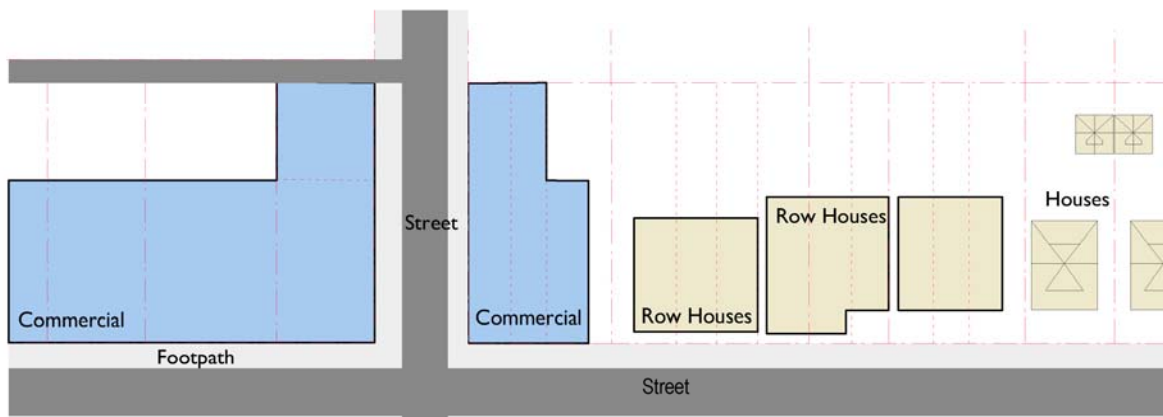 Houses
Row Houses
Street
Commercial
Commercial
Row Houses
Footpath
Street